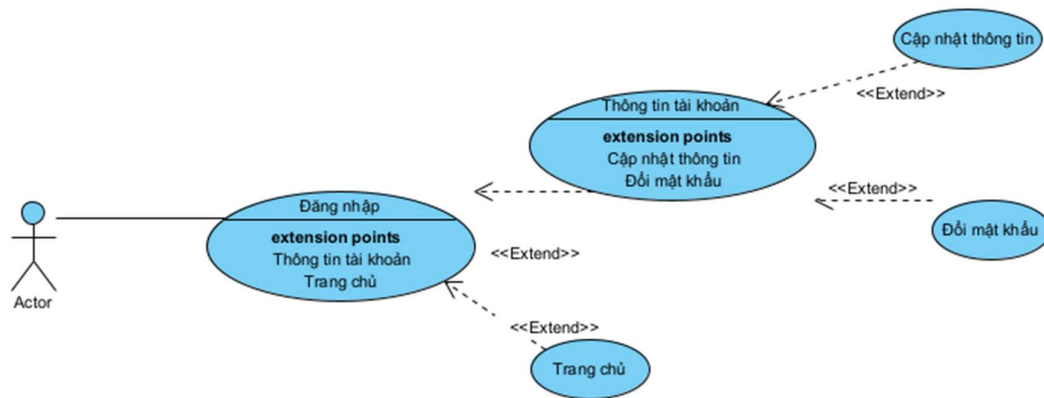 Cập nhật thông tin
<<Extend>>
Thông tin tài khoản
extension points
Cập nhật thông tin
Đổi mật khẩu
<<Extend>>
Đổi mật khẩu
Đăng nhập
extension points
Thông tin tài khoản
Trang chủ
<<Extend>>
Actor
<<Extend>>
Trang chủ